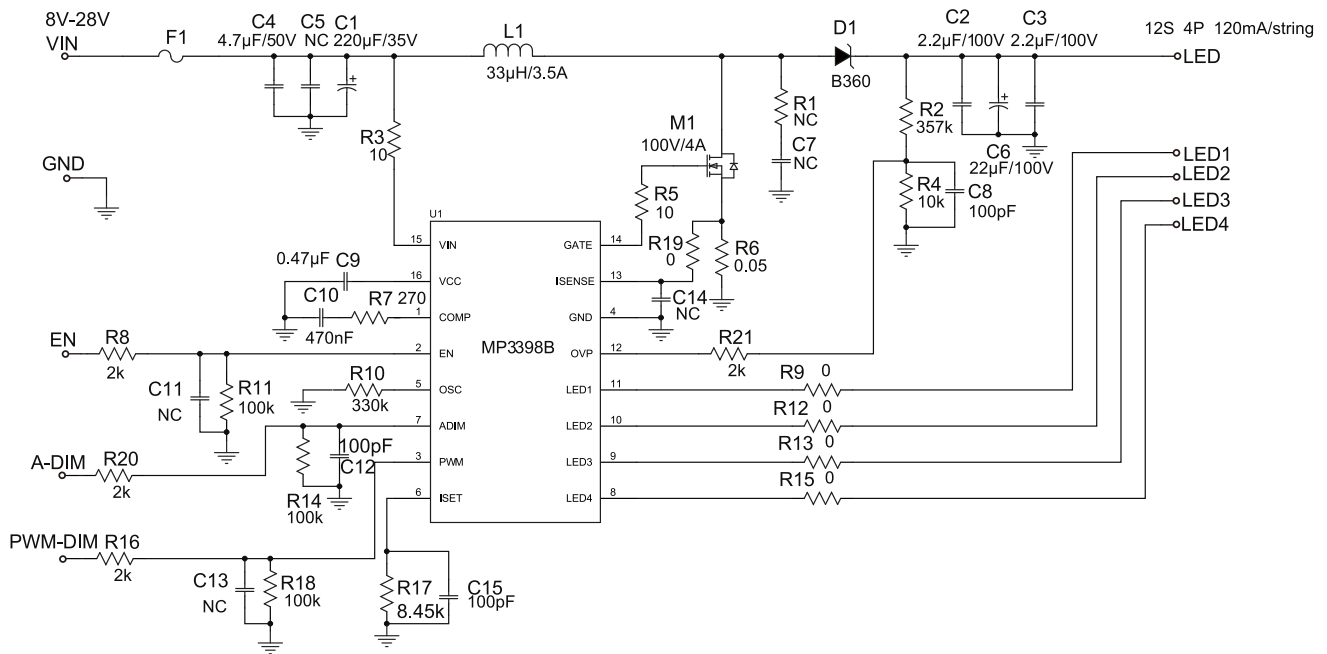 8V-28V
VIN
F1
C4
4.7µF/50V
C5
NC
C1
220µF/35V
+
L1
33µH/3.5A
D1
B360
C2
2.2µF/100V
C3
2.2µF/100V
12S 4P 120mA/string
LED
R3
10
M1
100V/4A
R1
NC
C7
NC
R2
357k
+
C6
22µF/100V
R4
10k
C8
100pF
LED1
LED2
LED3
LED4
GND
R5
10
R19
0
R6
0.05
C14
NC
U1
15
VIN
GATE
14
0.47µF
C9
16
VCC
ISENSE
13
C10
470nF
R7
270
1
COMP
GND
4
MP3398B
EN
R8
2k
2
EN
OVP
12
R21
2k
C11
NC
R11
100k
R10
330k
5
OSC
LED1
11
R9
0
7
ADIM
LED2
10
R12
0
A-DIM
R20
2k
R14
100k
100pF
C12
3
PWM
LED3
9
R13
0
6
ISET
LED4
8
R15
0
PWM-DIM
R16
2k
C13
NC
R18
100k
R17
8.45k
C15
100pF